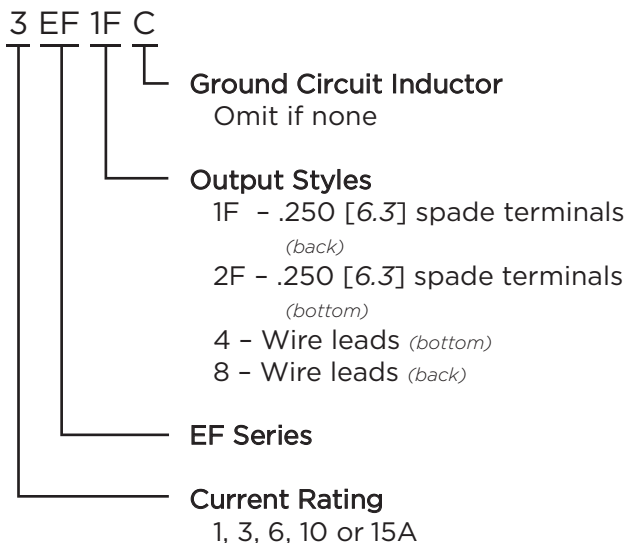 3 EF 1F C
Ground Circuit Inductor
Omit if none
Output Styles
1F – .250 [6.3] spade terminals
(back)
2F – .250 [6.3] spade terminals
(bottom)
4 – Wire leads (bottom)
8 – Wire leads (back)
EF Series
Current Rating
1, 3, 6, 10 or 15A